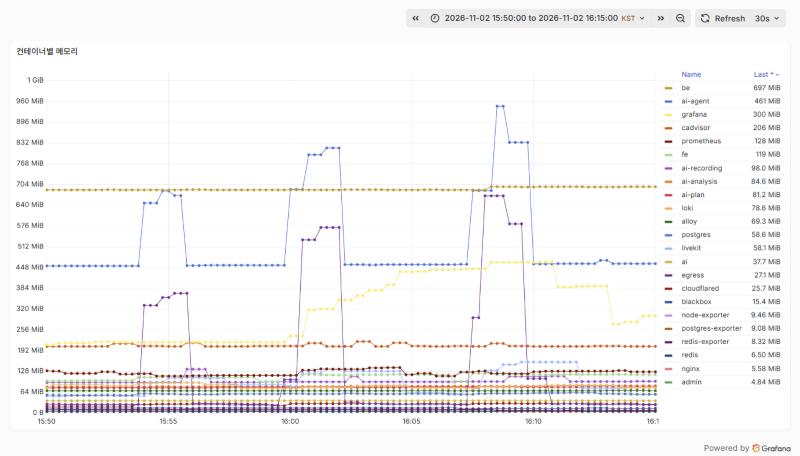 2026-11-02 15:50:00 to 2026-11-02 16:15:00 KST Refresh 30s
컨테이너별 메모리
1 GiB
960 MiB
896 MiB
832 MiB
768 MiB
704 MiB
640 MiB
576 MiB
512 MiB
448 MiB
384 MiB
320 MiB
256 MiB
192 MiB
128 MiB
64 MiB
0 B
15:50 15:55 16:00 16:05 16:10 16:1
Name Last *
be 697 MiB
ai-agent 461 MiB
grafana 300 MiB
cadvisor 206 MiB
prometheus 128 MiB
fe 119 MiB
ai-recording 98.0 MiB
ai-analysis 84.6 MiB
ai-plan 81.2 MiB
loki 78.6 MiB
alloy 69.3 MiB
postgres 58.6 MiB
livekit 58.1 MiB
ai 37.7 MiB
egress 27.1 MiB
cloudflared 25.7 MiB
blackbox 15.4 MiB
node-exporter 9.46 MiB
postgres-exporter 9.08 MiB
redis-exporter 8.32 MiB
redis 6.50 MiB
nginx 5.58 MiB
admin 4.84 MiB
Powered by Grafana